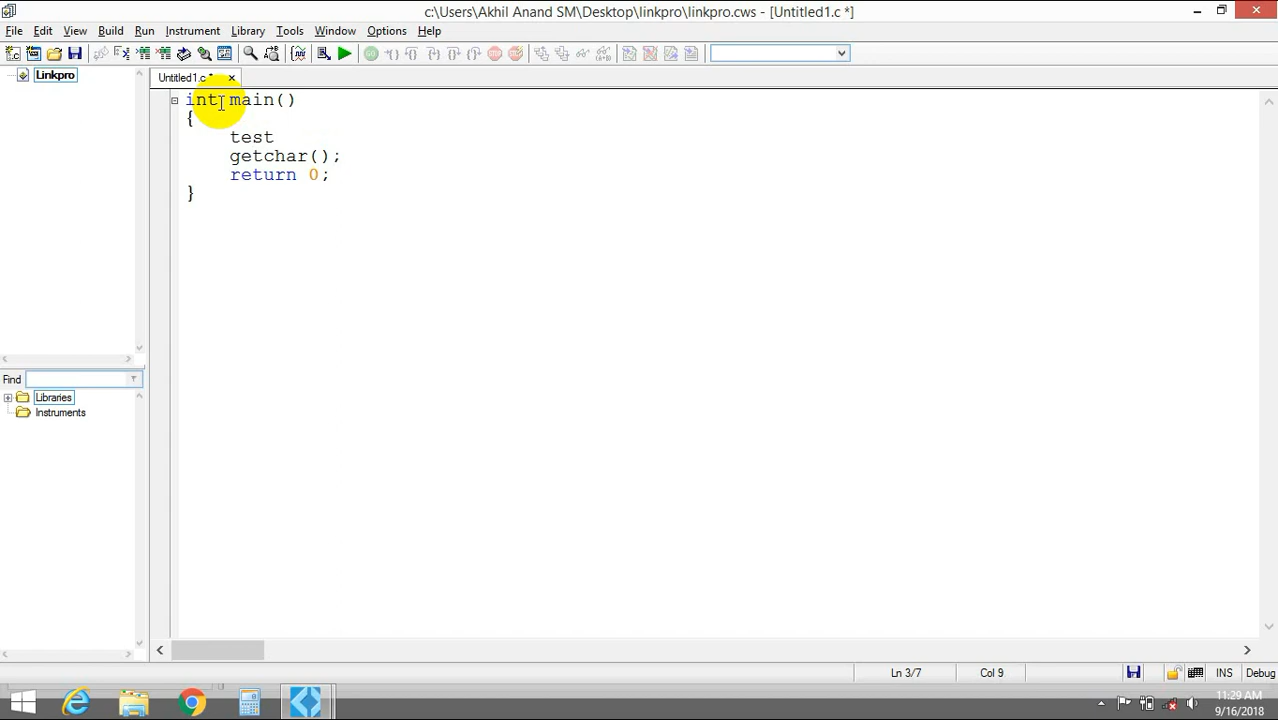 c:\Users\Akhil Anand SM\Desktop\linkpro\linkpro.cws - [Untitled1.c *]
File Edit View Build Run Instrument Library Tools Window Options Help
Linkpro
Untitled1.c *
int main()
{
test
getchar();
return 0;
}
Find
Libraries
Instruments
Ln 3/7 Col 9 INS Debug
11:29 AM
9/16/2018